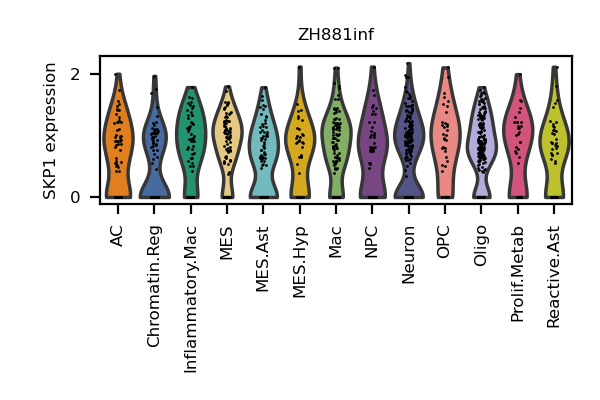 ZH881inf
SKP1 expression
2
0
AC
Chromatin.Reg
Inflammatory.Mac
MES
MES.Ast
MES.Hyp
Mac
NPC
Neuron
OPC
Oligo
Prolif.Metab
Reactive.Ast